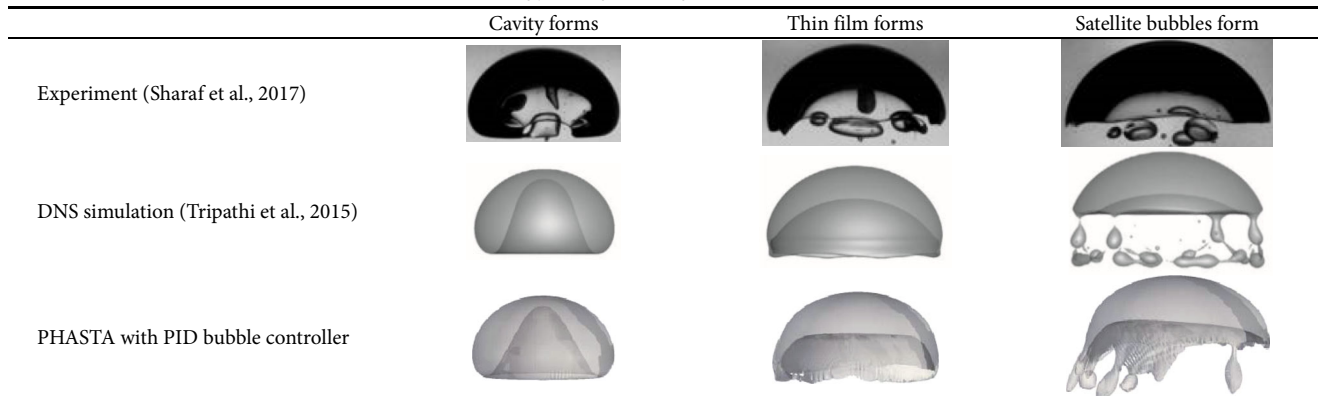 Cavity forms Thin film forms Satellite bubbles form
Experiment (Sharaf et al., 2017)
DNS simulation (Tripathi et al., 2015)
PHASTA with PID bubble controller